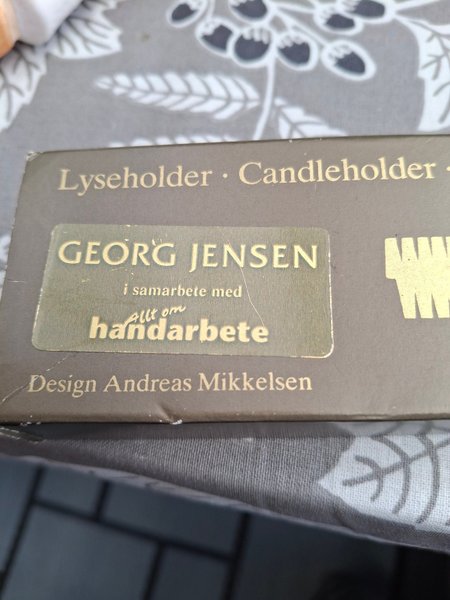 Lyseholder · Candleholder ·
GEORG JENSEN
i samarbete med
Allt om
handarbete
Design Andreas Mikkelsen